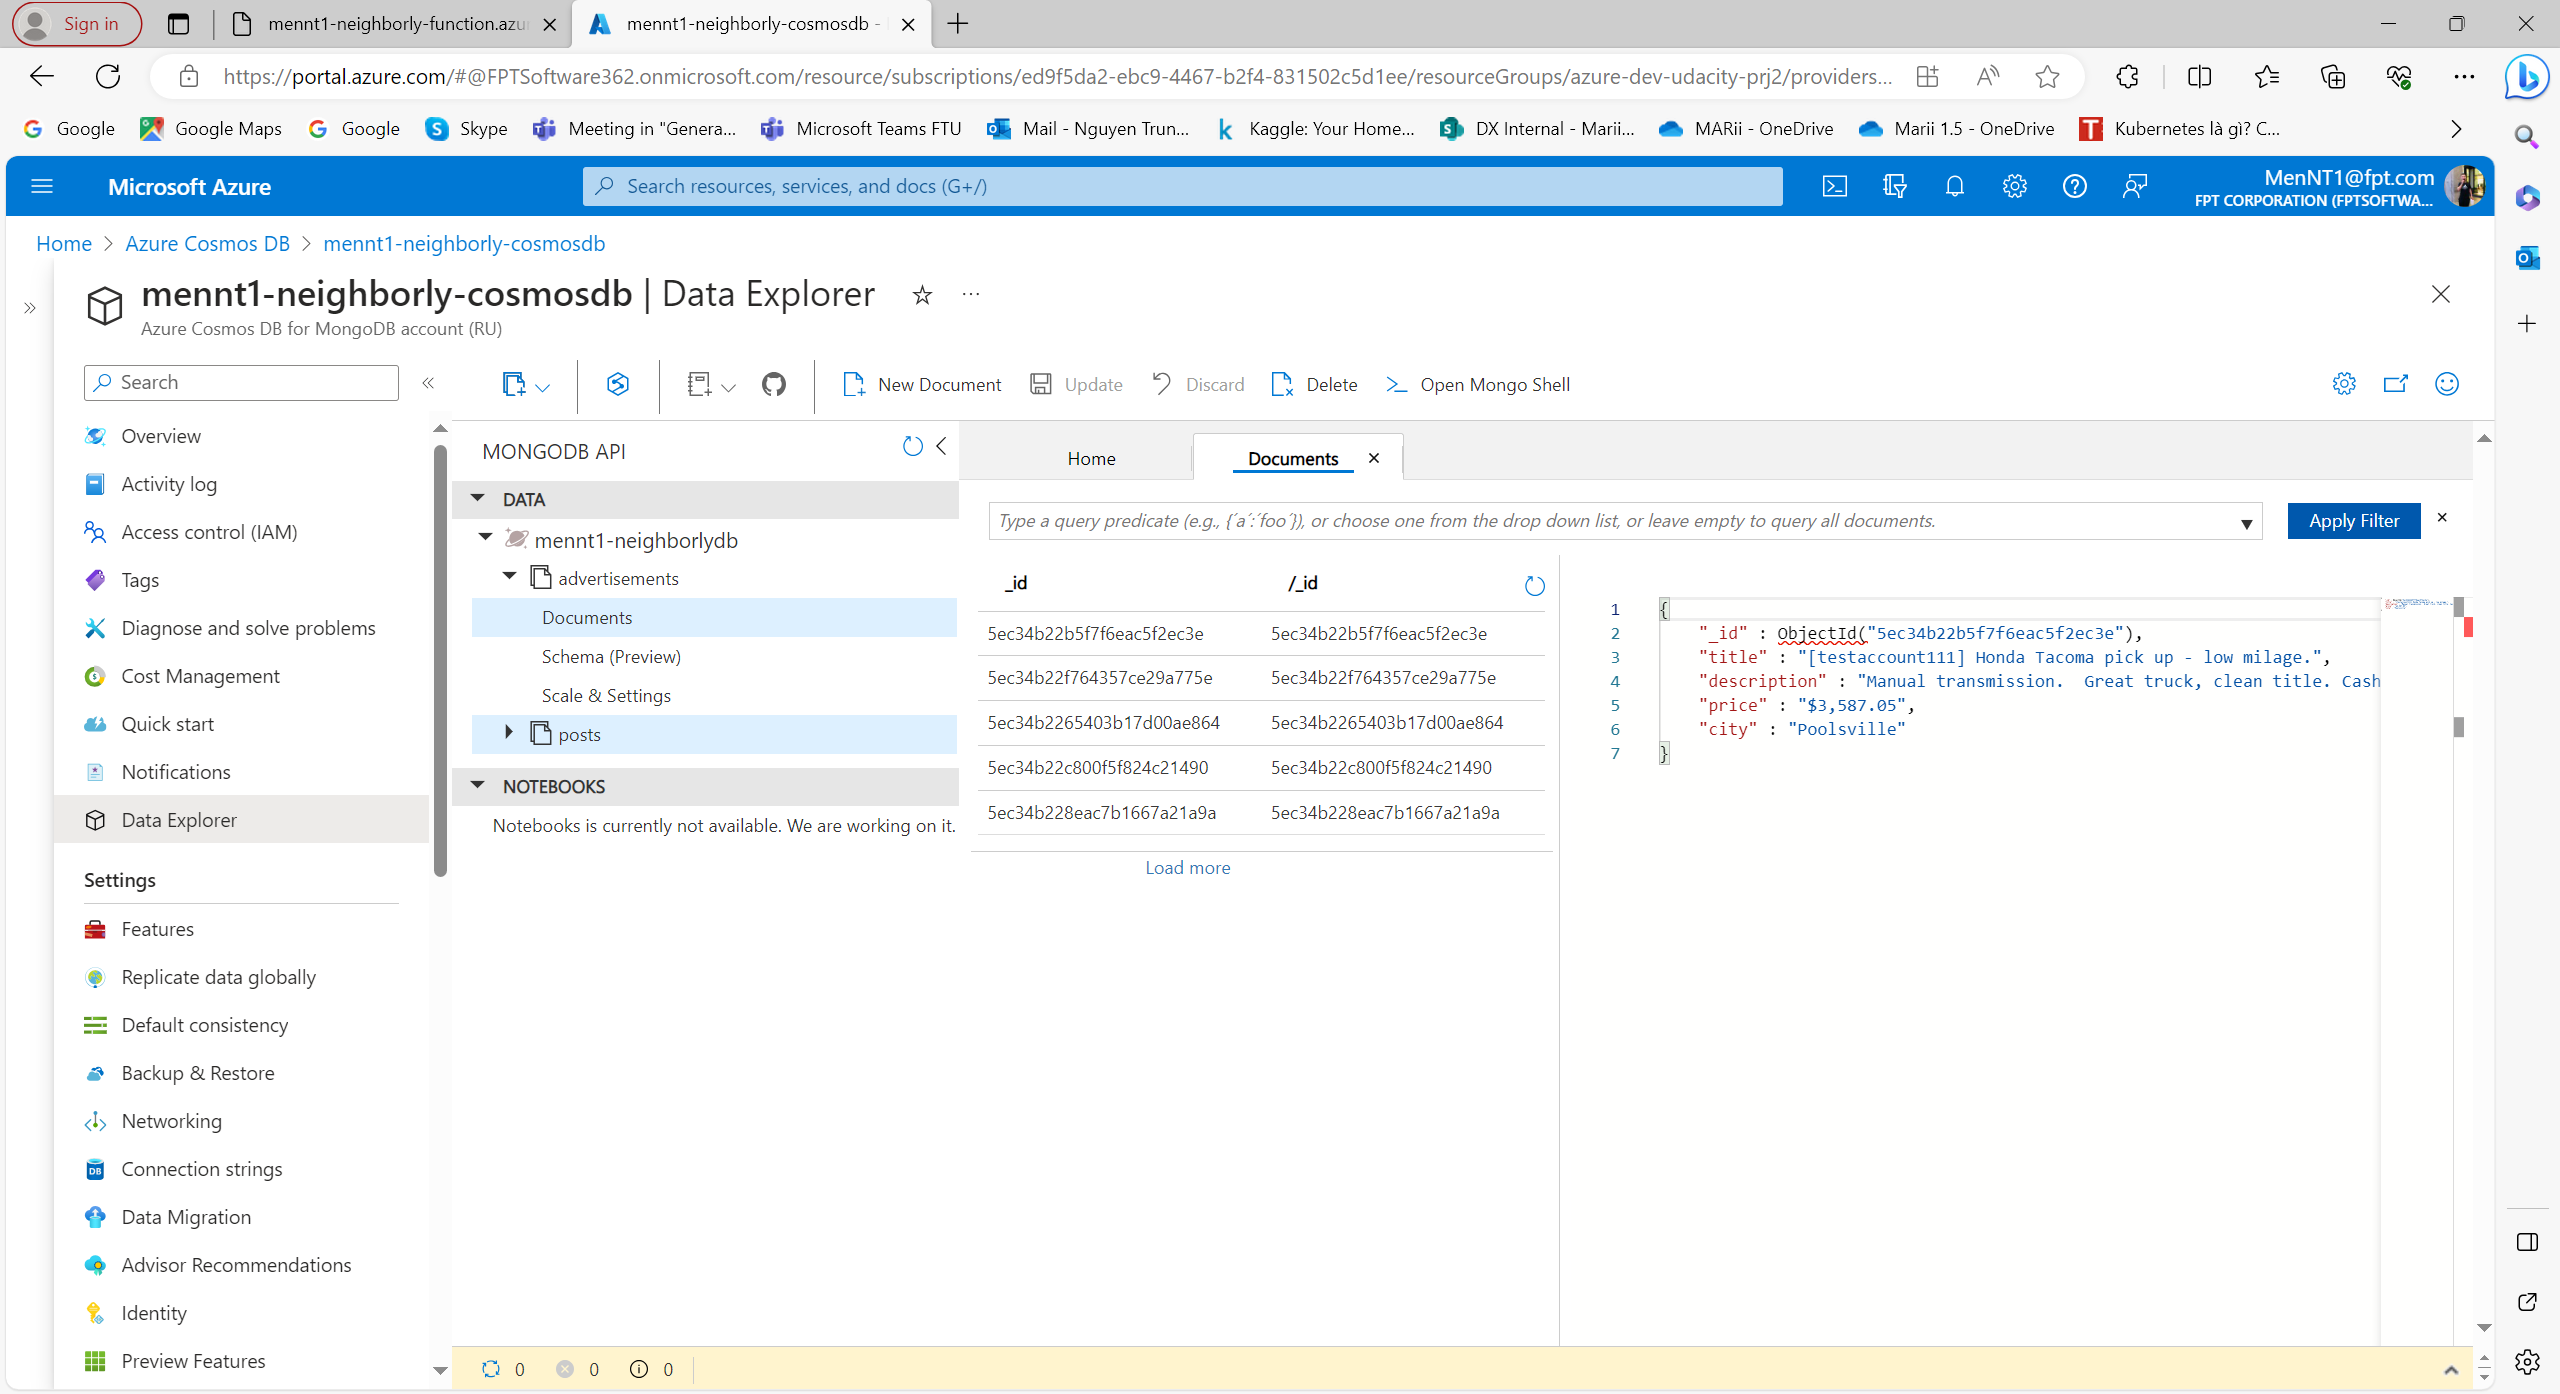 Sign in
mennt1-neighborly-function.azu
mennt1-neighborly-cosmosdb -
https://portal.azure.com/#@FPTSoftware362.onmicrosoft.com/resource/subscriptions/ed9f5da2-ebc9-4467-b2f4-831502c5d1ee/resourceGroups/azure-dev-udacity-prj2/providers...
Google Google Maps Google Skype Meeting in "Genera... Microsoft Teams FTU Mail - Nguyen Trun... Kaggle: Your Home... DX Internal - Marii... MARii - OneDrive Marii 1.5 - OneDrive Kubernetes là gì? C...
Microsoft Azure
Search resources, services, and docs (G+/)
MenNT1@fpt.com
FPT CORPORATION (FPTSOFTWA...
Home > Azure Cosmos DB > mennt1-neighborly-cosmosdb
mennt1-neighborly-cosmosdb | Data Explorer
Azure Cosmos DB for MongoDB account (RU)
Search
Overview
Activity log
Access control (IAM)
Tags
Diagnose and solve problems
Cost Management
Quick start
Notifications
Data Explorer
Settings
Features
Replicate data globally
Default consistency
Backup & Restore
Networking
Connection strings
Data Migration
Advisor Recommendations
Identity
Preview Features
New Document Update Discard Delete Open Mongo Shell
MONGODB API
DATA
mennt1-neighborlydb
advertisements
Documents
Schema (Preview)
Scale & Settings
posts
NOTEBOOKS
Notebooks is currently not available. We are working on it.
Home Documents
Type a query predicate (e.g., {´a´:´foo´}), or choose one from the drop down list, or leave empty to query all documents.
Apply Filter
_id /_id
5ec34b22b5f7f6eac5f2ec3e 5ec34b22b5f7f6eac5f2ec3e
5ec34b22f764357ce29a775e 5ec34b22f764357ce29a775e
5ec34b2265403b17d00ae864 5ec34b2265403b17d00ae864
5ec34b22c800f5f824c21490 5ec34b22c800f5f824c21490
5ec34b228eac7b1667a21a9a 5ec34b228eac7b1667a21a9a
Load more
1 {
2 "_id" : ObjectId("5ec34b22b5f7f6eac5f2ec3e"),
3 "title" : "[testaccount111] Honda Tacoma pick up - low milage.",
4 "description" : "Manual transmission.  Great truck, clean title. Cash
5 "price" : "$3,587.05",
6 "city" : "Poolsville"
7 }
0 0 0